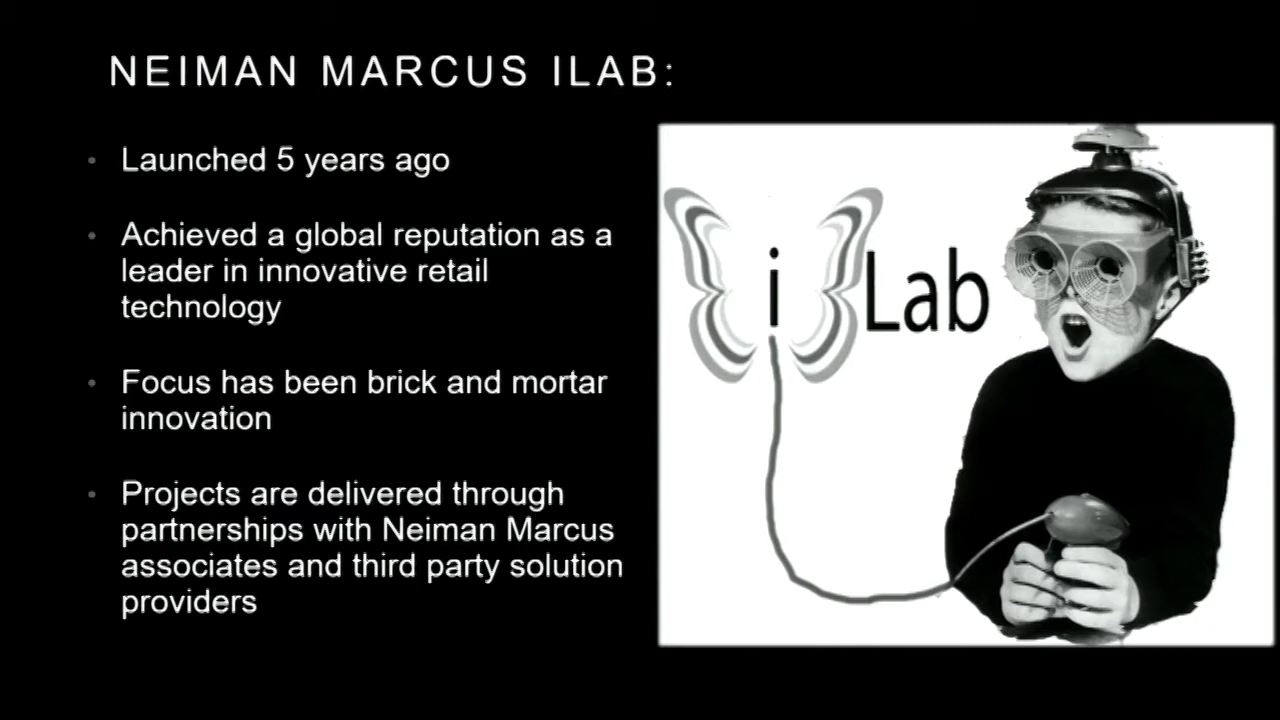 NEIMAN MARCUS ILAB:
• Launched 5 years ago
• Achieved a global reputation as a
leader in innovative retail
technology
• Focus has been brick and mortar
innovation
• Projects are delivered through
partnerships with Neiman Marcus
associates and third party solution
providers
i Lab